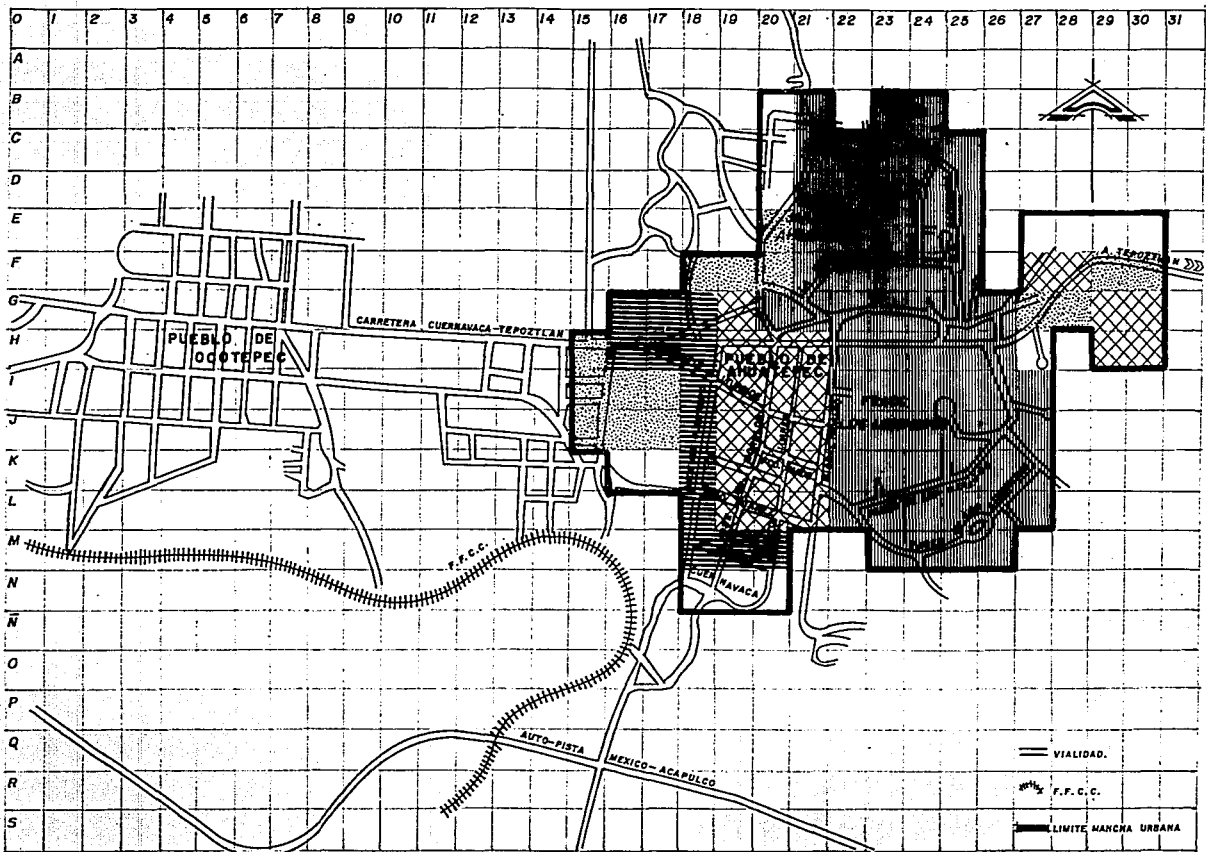 0 1 2 3 4 5 6 7 8 9 10 11 12 13 14 15 16 17 18 19 20 21 22 23 24 25 26 27 28 29 30 31
A
B
C
D
E
F
A TEPOZTLAN
G
CARRETERA CUERNAVACA-TEPOZTLAN
H
PUEBLO DE
OCOTEPEC
PUEBLO DE
AHUATEPEC
I
J
K
L
M
F.F.C.C.
N
CUERNAVACA
Ñ
O
P
Q
AUTO-PISTA MEXICO-ACAPULCO
R
S
VIALIDAD.
F.F.C.C.
LIMITE MANCHA URBANA